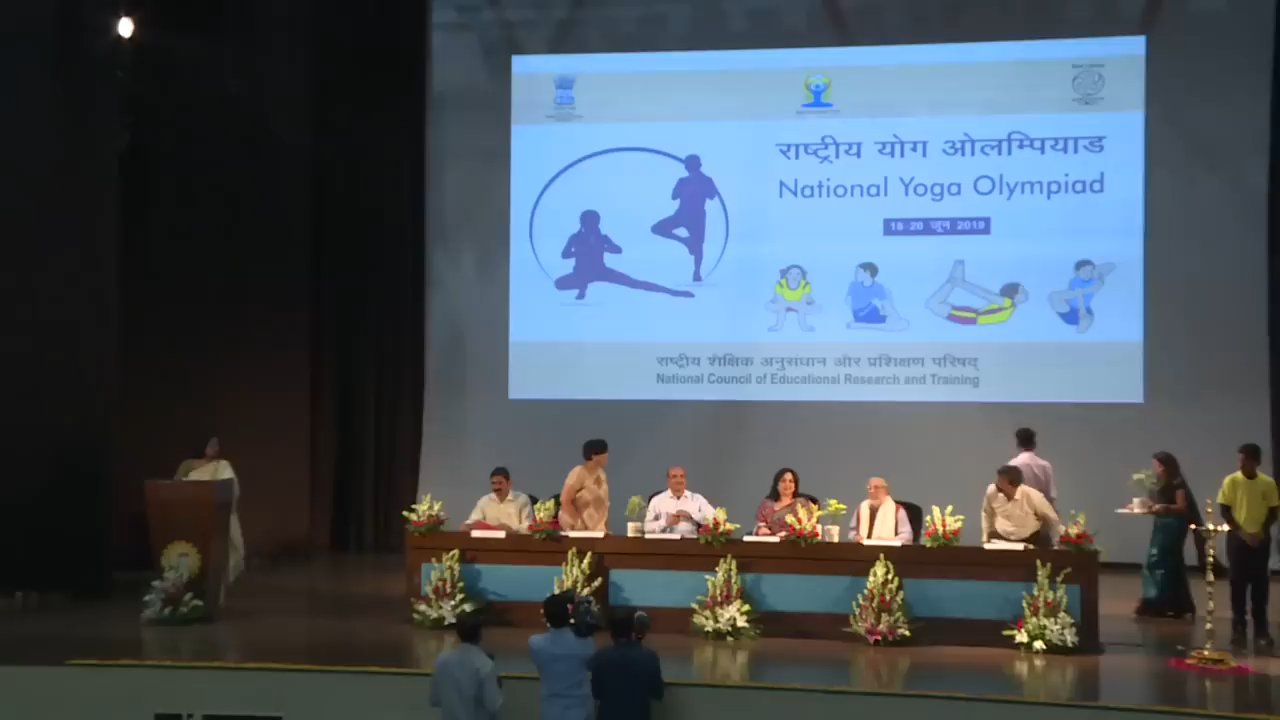 राष्ट्रीय योग ओलम्पियाड
National Yoga Olympiad
18-20 जून 2019
राष्ट्रीय शैक्षिक अनुसंधान और प्रशिक्षण परिषद्
National Council of Educational Research and Training